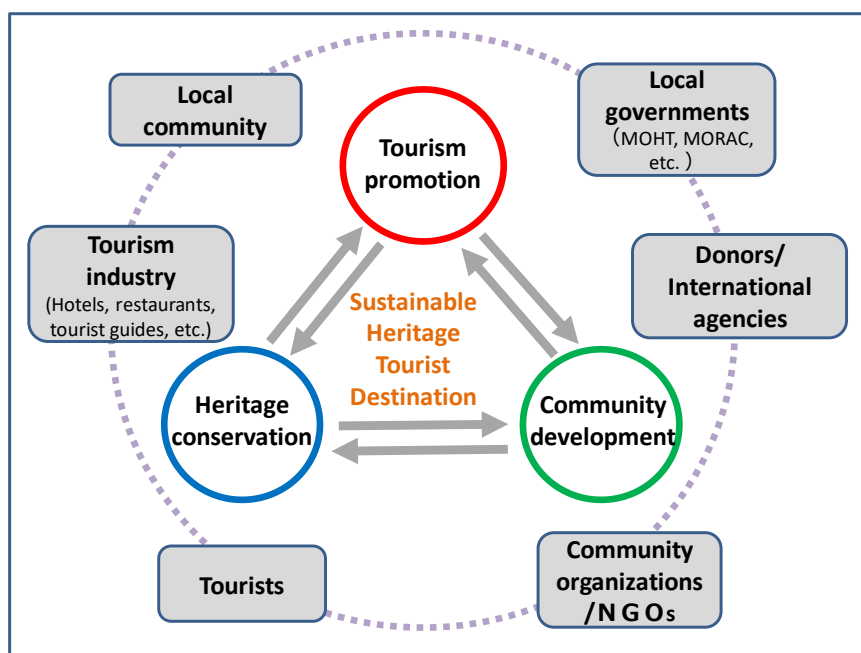 Local
community
Local
governments
（MOHT, MORAC,
etc. ）
Tourism
promotion
Tourism
industry
(Hotels, restaurants,
tourist guides, etc.)
Donors/
International
agencies
Sustainable
Heritage
Tourist
Destination
Heritage
conservation
Community
development
Tourists
Community
organizations
/N G O s